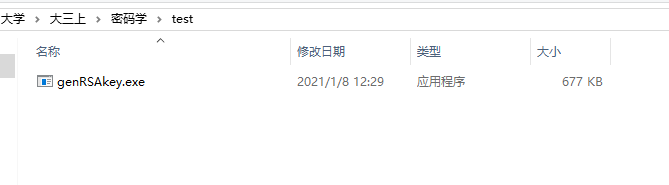 大学 › 大三上 › 密码学 › test
名称 修改日期 类型 大小
genRSAkey.exe 2021/1/8 12:29 应用程序 677 KB